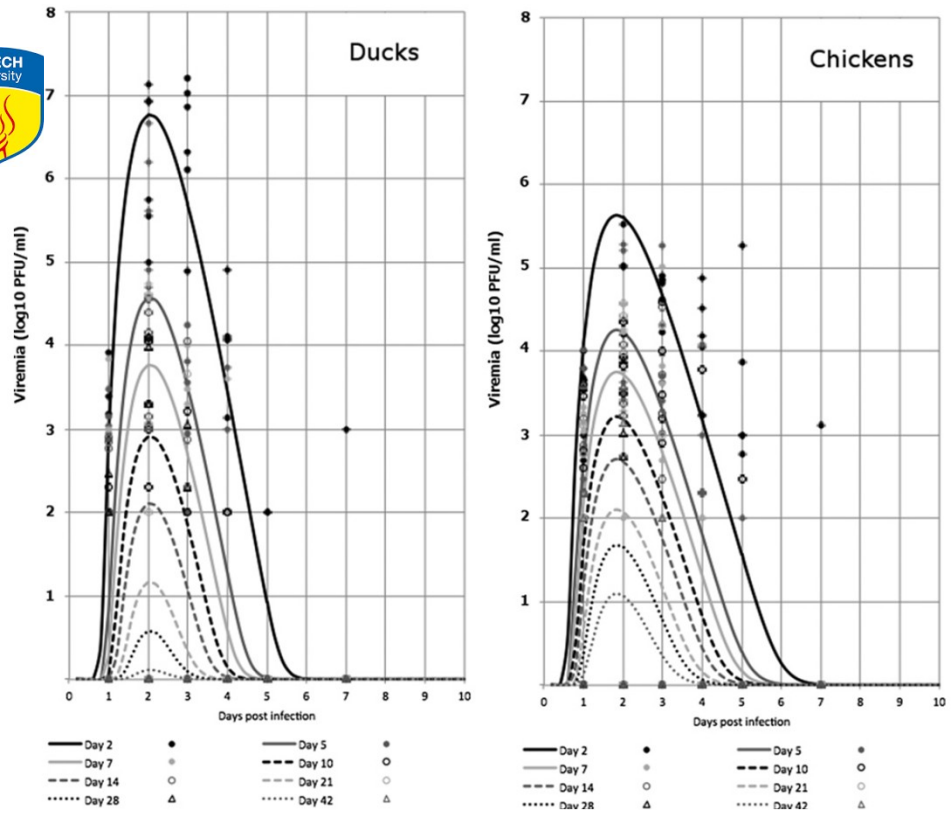 CH
rsity
Ducks
8
7
6
5
4
3
2
1
0 1 2 3 4 5 6 7 8 9 10
Viremia (log10 PFU/ml)
Days post infection
Day 2 Day 5
Day 7 Day 10
Day 14 Day 21
Day 28 Day 42
Chickens
8
7
6
5
4
3
2
1
0 1 2 3 4 5 6 7 8 9 10
Viremia (log10 PFU/ml)
Days post infection
Day 2 Day 5
Day 7 Day 10
Day 14 Day 21
Day 28 Day 42